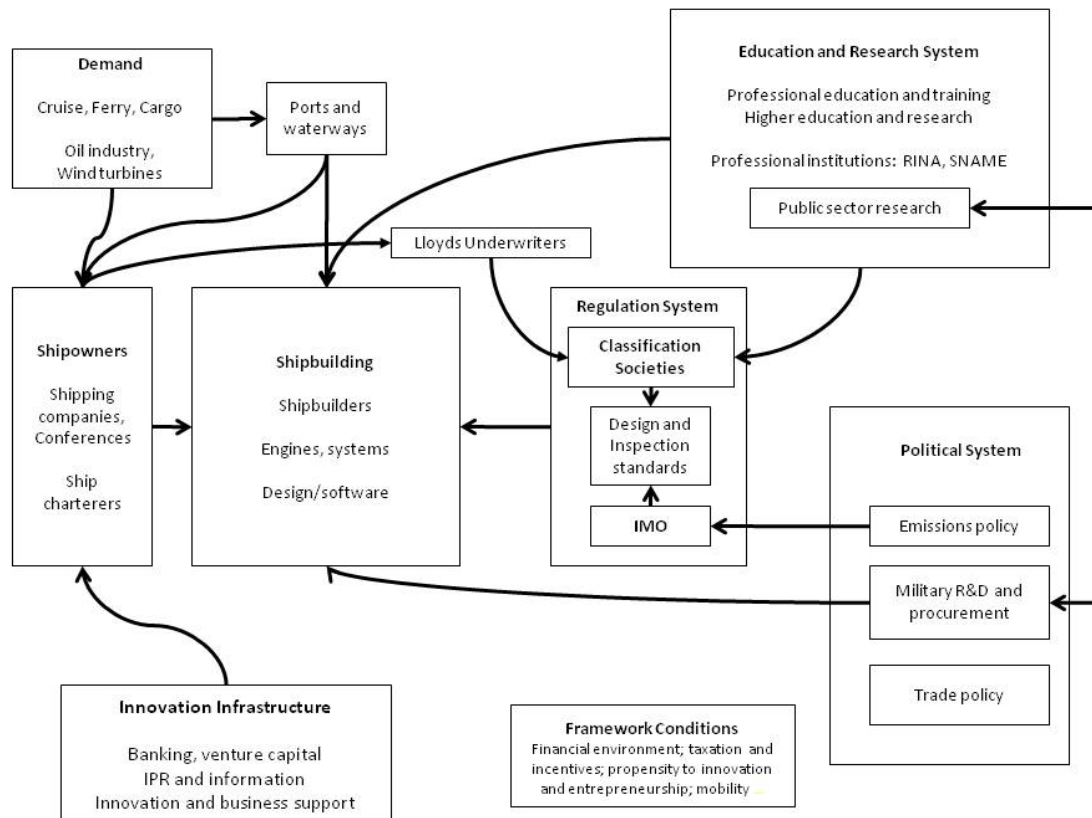 Demand
Cruise, Ferry, Cargo
Oil industry,
Wind turbines
Ports and
waterways
Education and Research System
Professional education and training
Higher education and research
Professional institutions: RINA, SNAME
Public sector research
Lloyds Underwriters
Shipowners
Shipping
companies,
Conferences
Ship
charterers
Shipbuilding
Shipbuilders
Engines, systems
Design/software
Regulation System
Classification
Societies
Design and
Inspection
standards
IMO
Political System
Emissions policy
Military R&D and
procurement
Trade policy
Innovation Infrastructure
Banking, venture capital
IPR and information
Innovation and business support
Framework Conditions
Financial environment; taxation and
incentives; propensity to innovation
and entrepreneurship; mobility ...